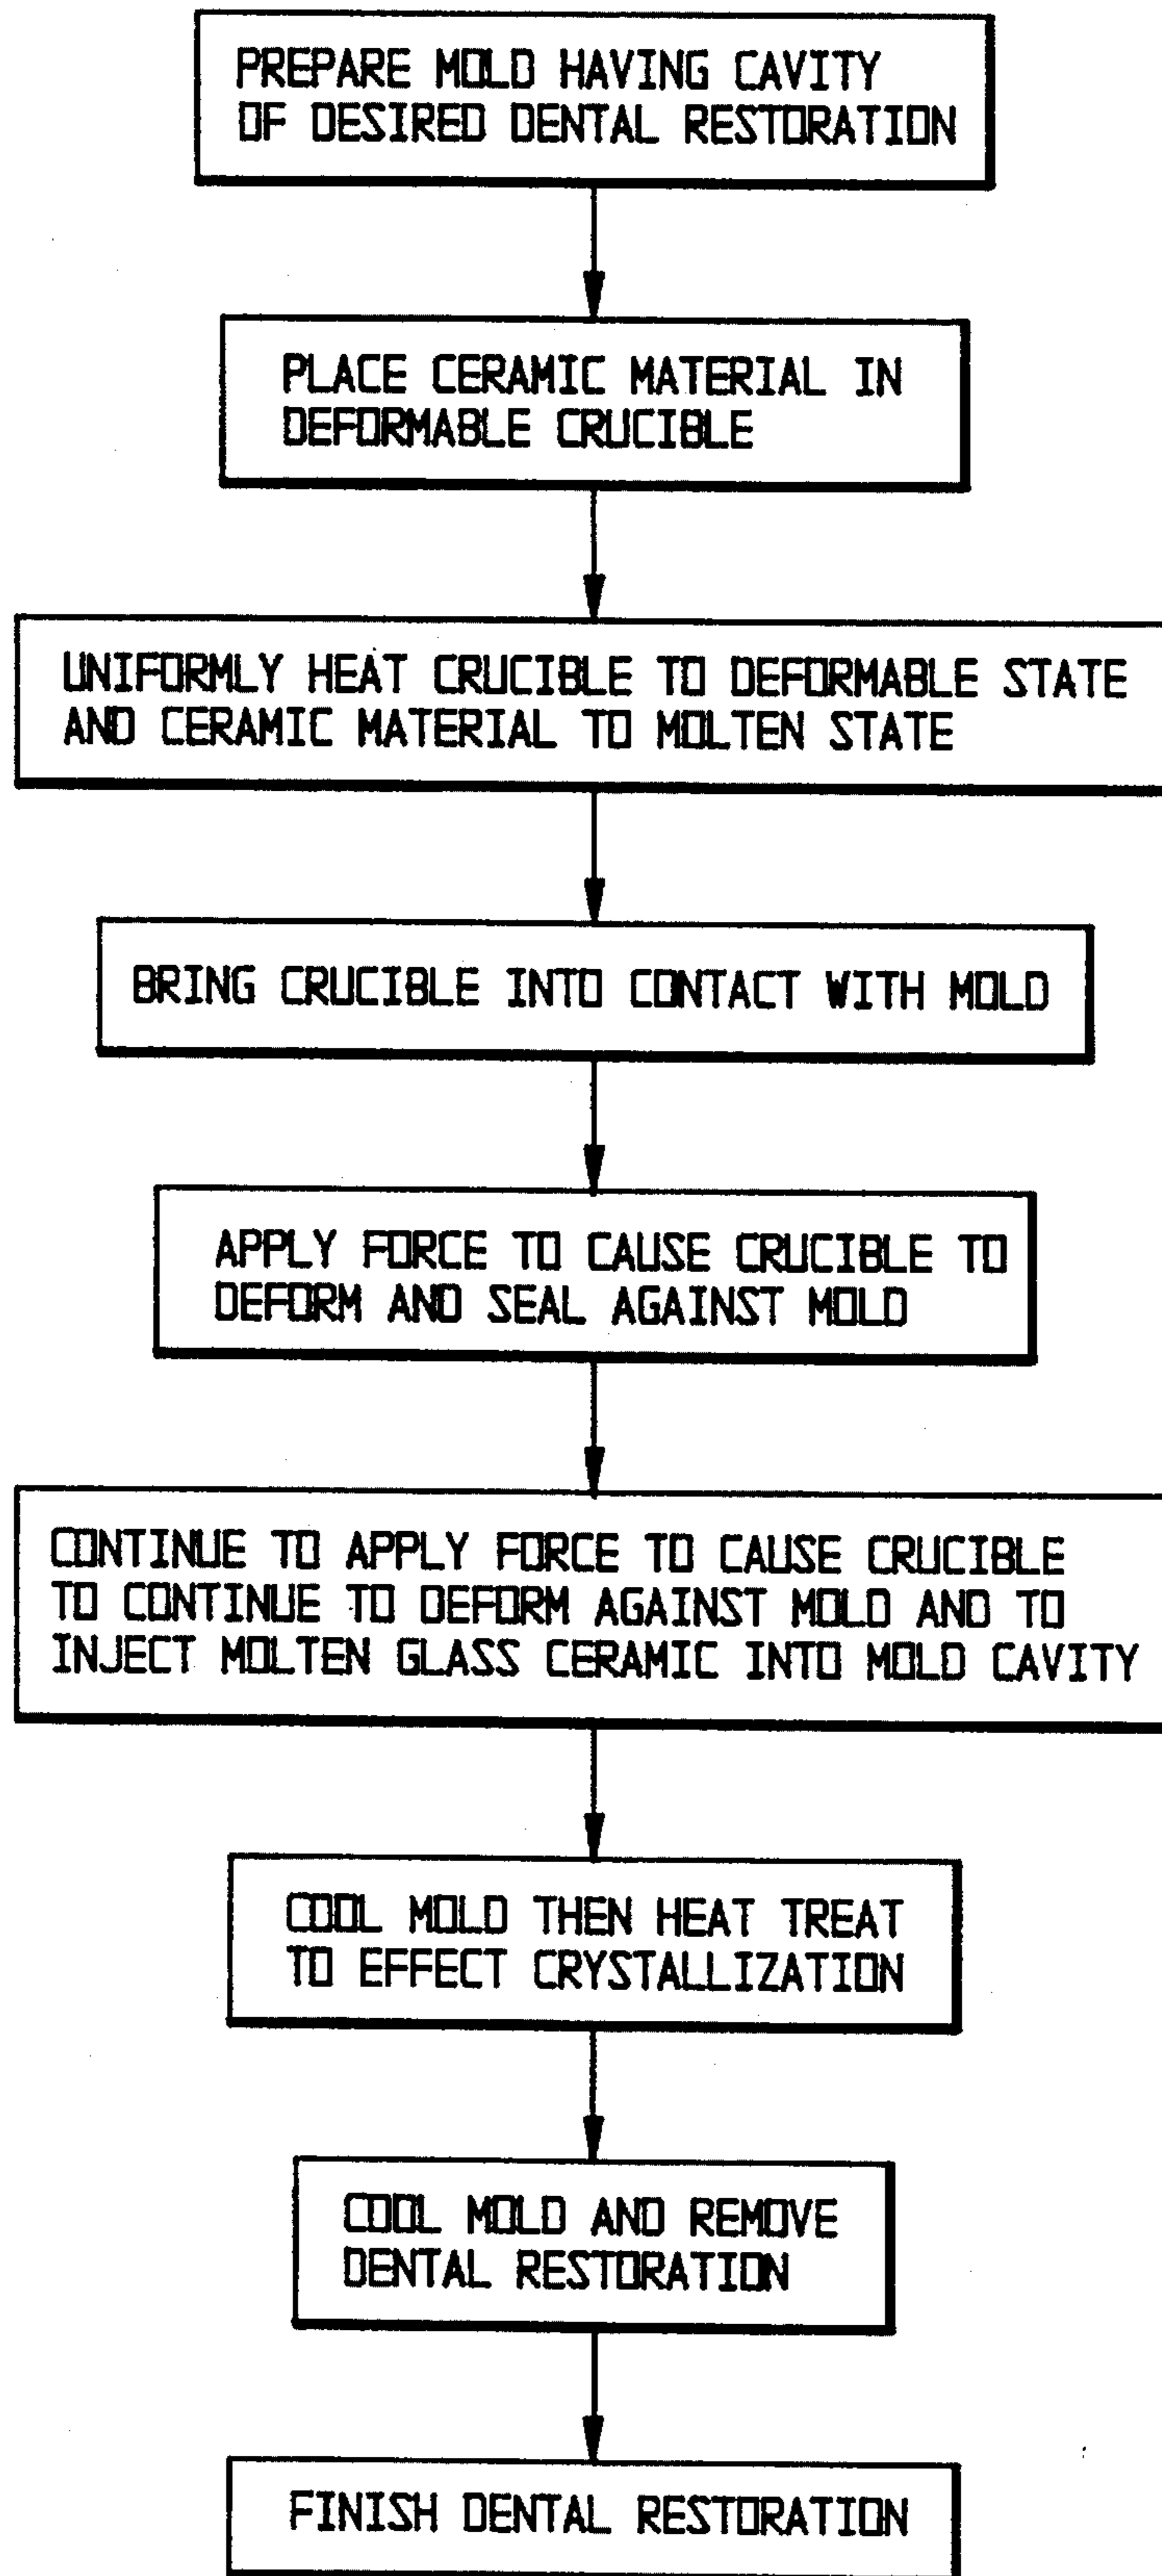 PREPARE MOLD HAVING CAVITY
OF DESIRED DENTAL RESTORATION
PLACE CERAMIC MATERIAL IN
DEFORMABLE CRUCIBLE
UNIFORMLY HEAT CRUCIBLE TO DEFORMABLE STATE
AND CERAMIC MATERIAL TO MOLTEN STATE
BRING CRUCIBLE INTO CONTACT WITH MOLD
APPLY FORCE TO CAUSE CRUCIBLE TO
DEFORM AND SEAL AGAINST MOLD
CONTINUE TO APPLY FORCE TO CAUSE CRUCIBLE
TO CONTINUE TO DEFORM AGAINST MOLD AND TO
INJECT MOLTEN GLASS CERAMIC INTO MOLD CAVITY
COOL MOLD THEN HEAT TREAT
TO EFFECT CRYSTALLIZATION
COOL MOLD AND REMOVE
DENTAL RESTORATION
FINISH DENTAL RESTORATION